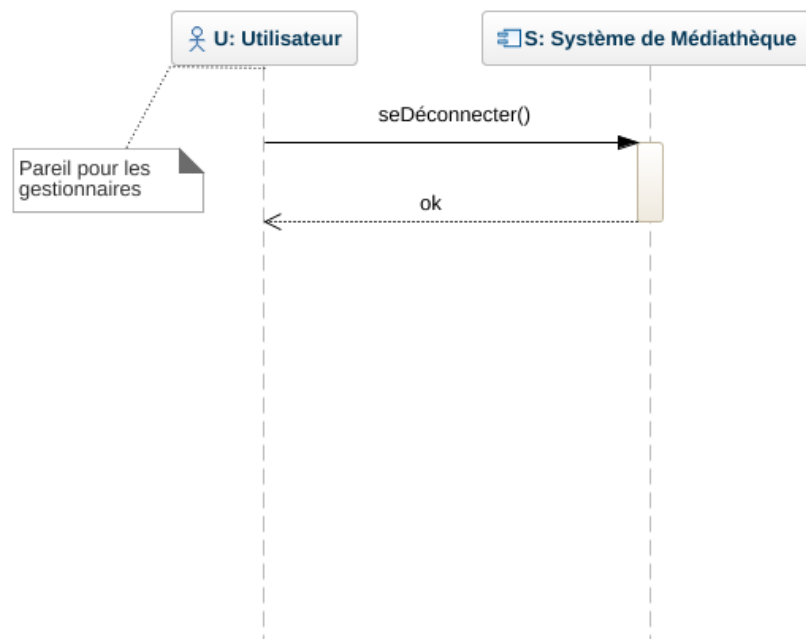 U: Utilisateur
S: Système de Médiathèque
seDéconnecter()
Pareil pour les
gestionnaires
ok